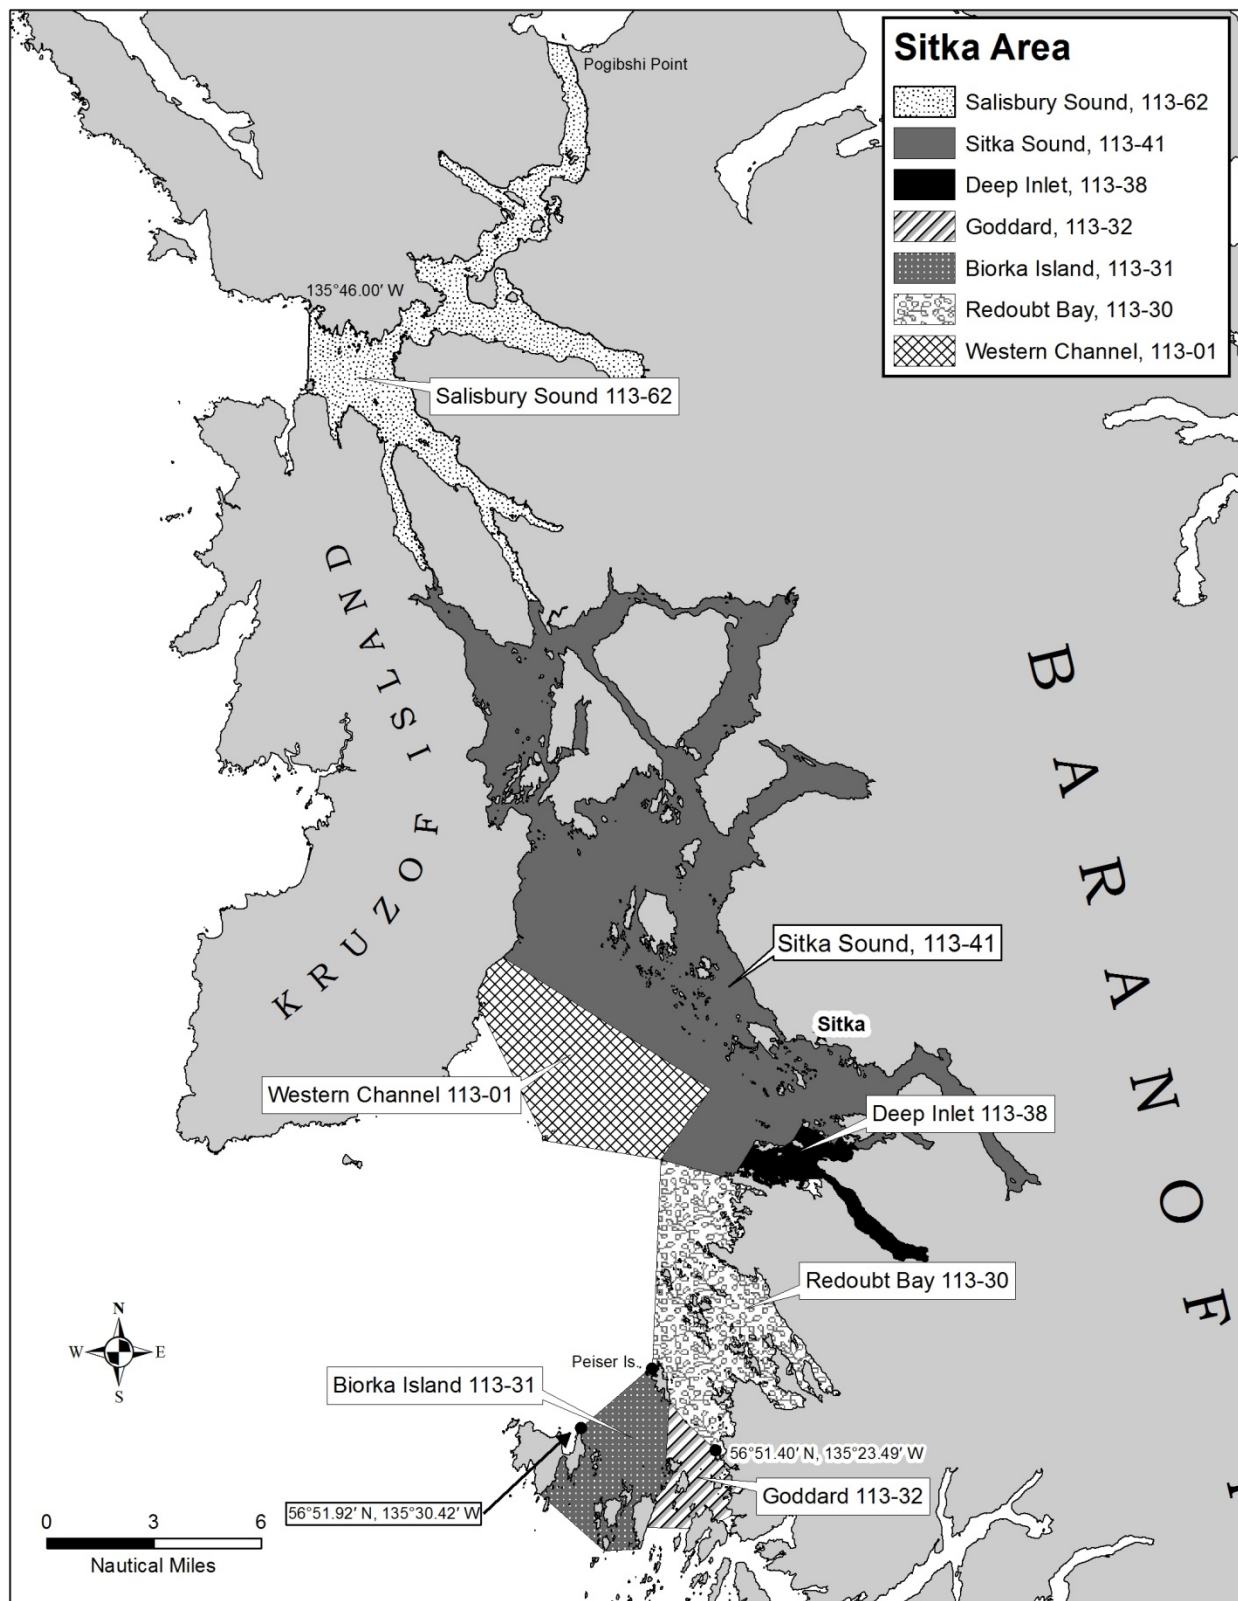 Pogibshi Point
Sitka Area
Salisbury Sound, 113-62
Sitka Sound, 113-41
Deep Inlet, 113-38
Goddard, 113-32
Biorka Island, 113-31
Redoubt Bay, 113-30
Western Channel, 113-01
135°46.00' W
Salisbury Sound 113-62
KRUZOF ISLAND
BARANOF I
Sitka Sound, 113-41
Sitka
Western Channel 113-01
Deep Inlet 113-38
Redoubt Bay 113-30
N
W
E
S
Peiser Is.
Biorka Island 113-31
56°51.40' N, 135°23.49' W
Goddard 113-32
56°51.92' N, 135°30.42' W
0 3 6
Nautical Miles